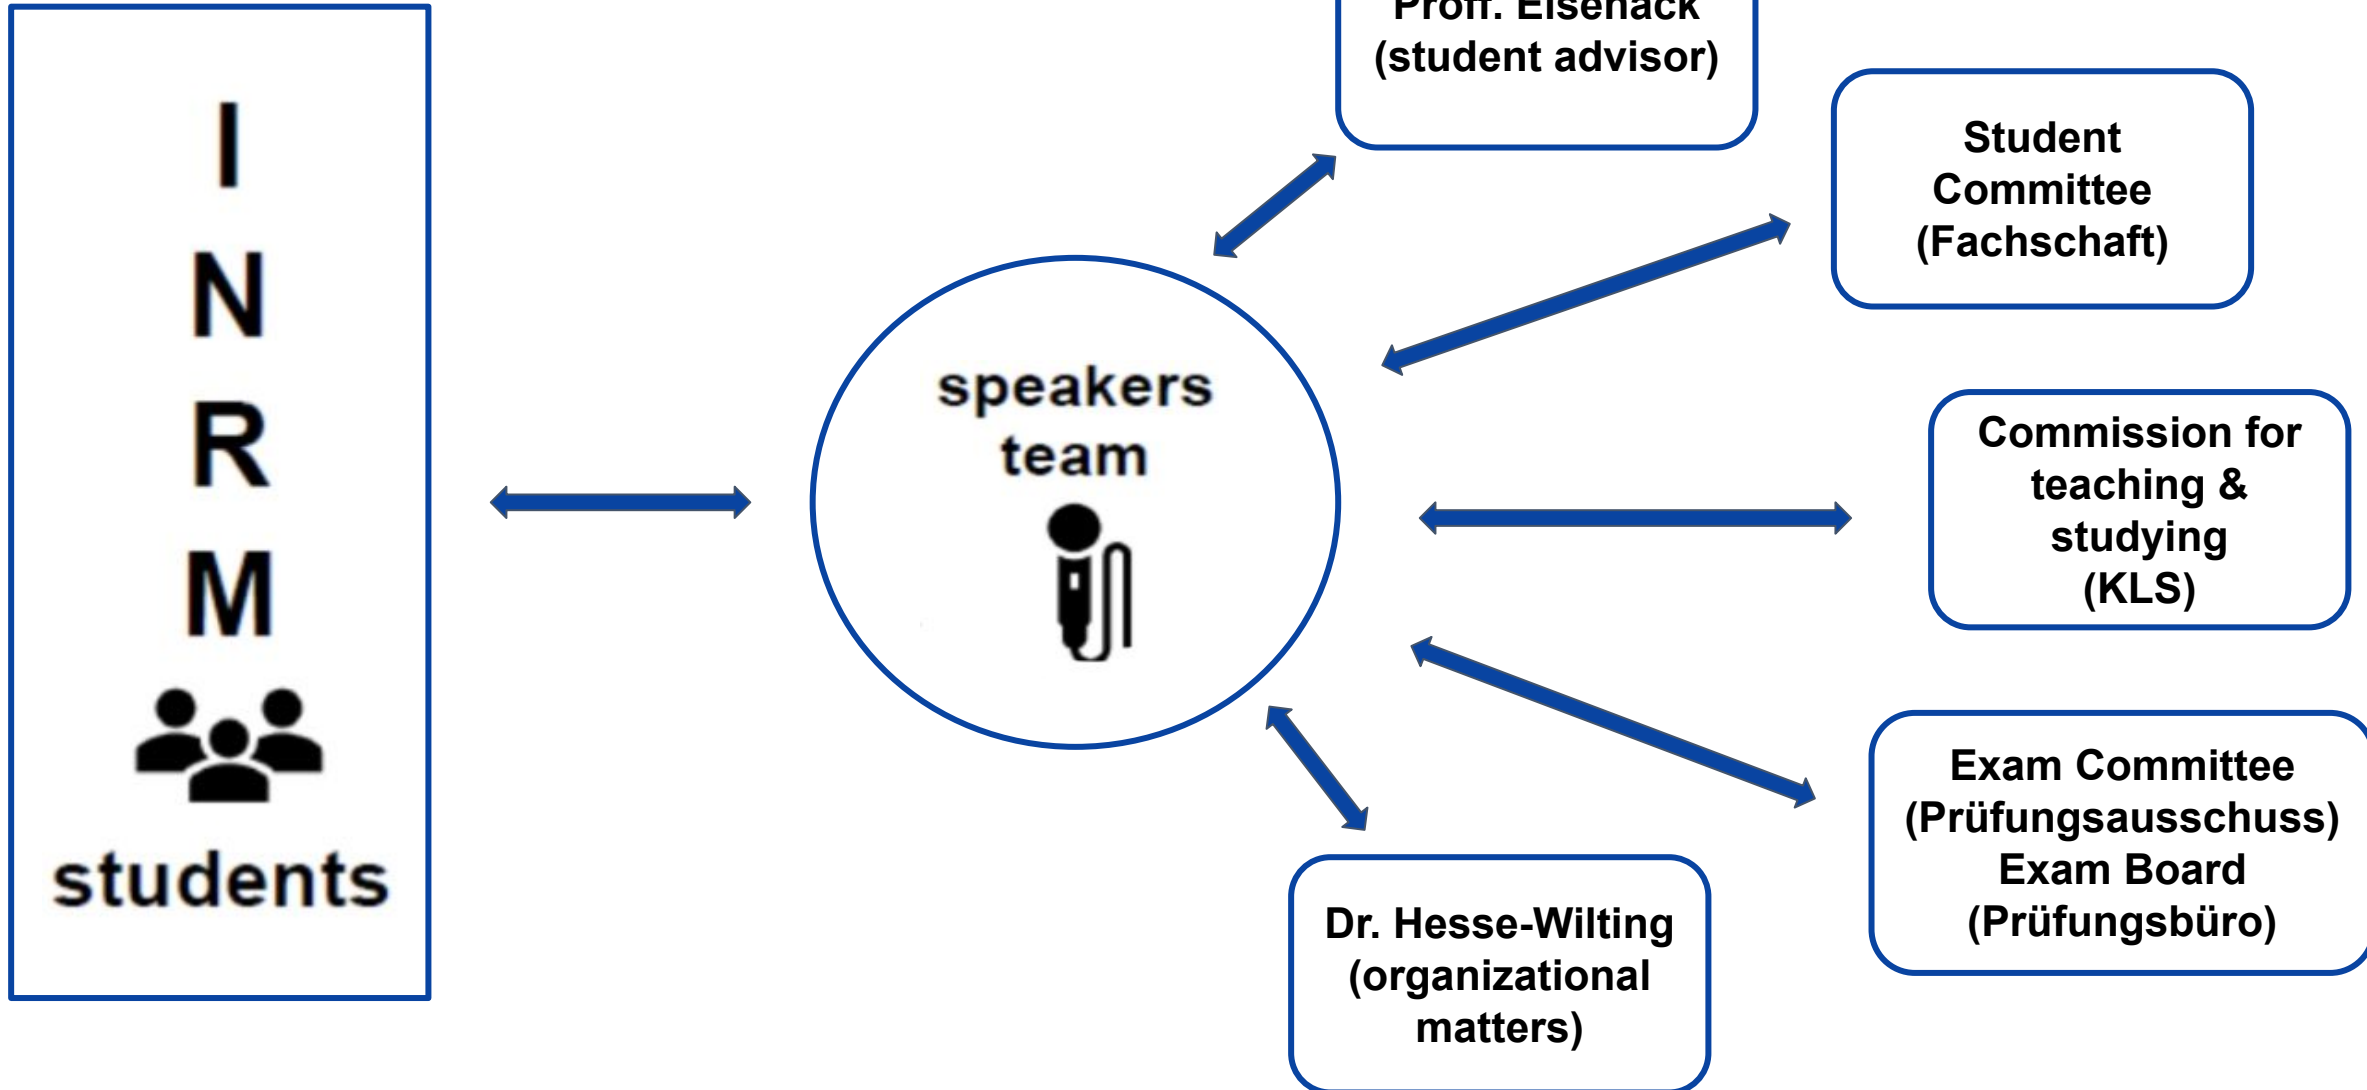 I
N
R
M
students
speakers
team
Proff. Eisenack
(student advisor)
Student
Committee
(Fachschaft)
Commission for
teaching &
studying
(KLS)
Exam Committee
(Prüfungsausschuss)
Exam Board
(Prüfungsbüro)
Dr. Hesse-Wilting
(organizational
matters)